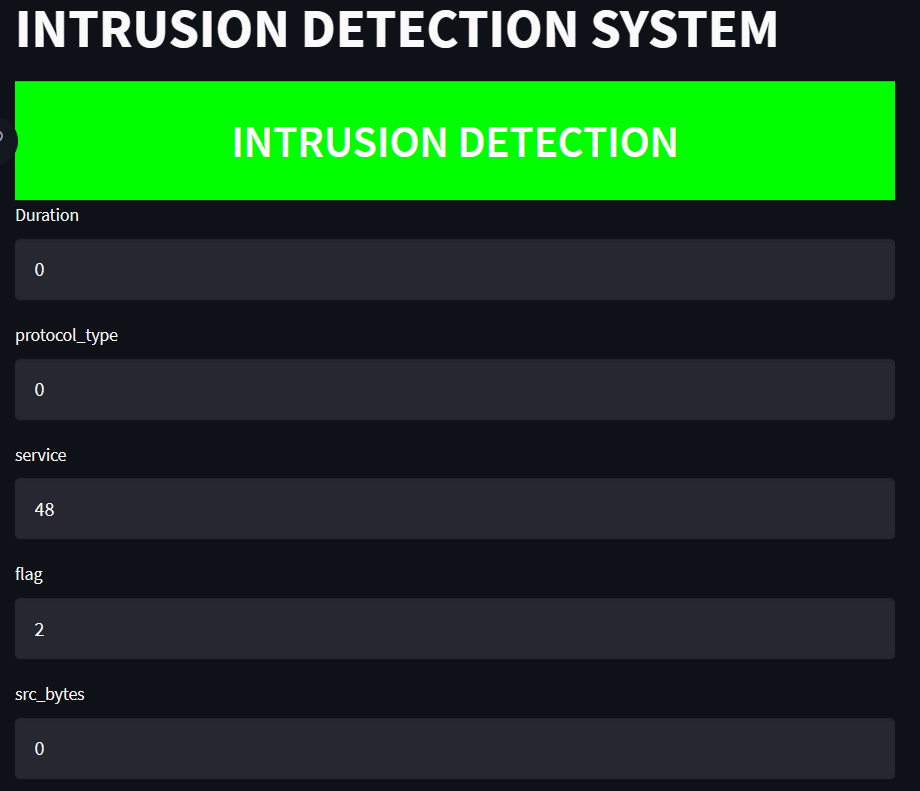 INTRUSION DETECTION SYSTEM
INTRUSION DETECTION
Duration
0
protocol_type
0
service
48
flag
2
src_bytes
0